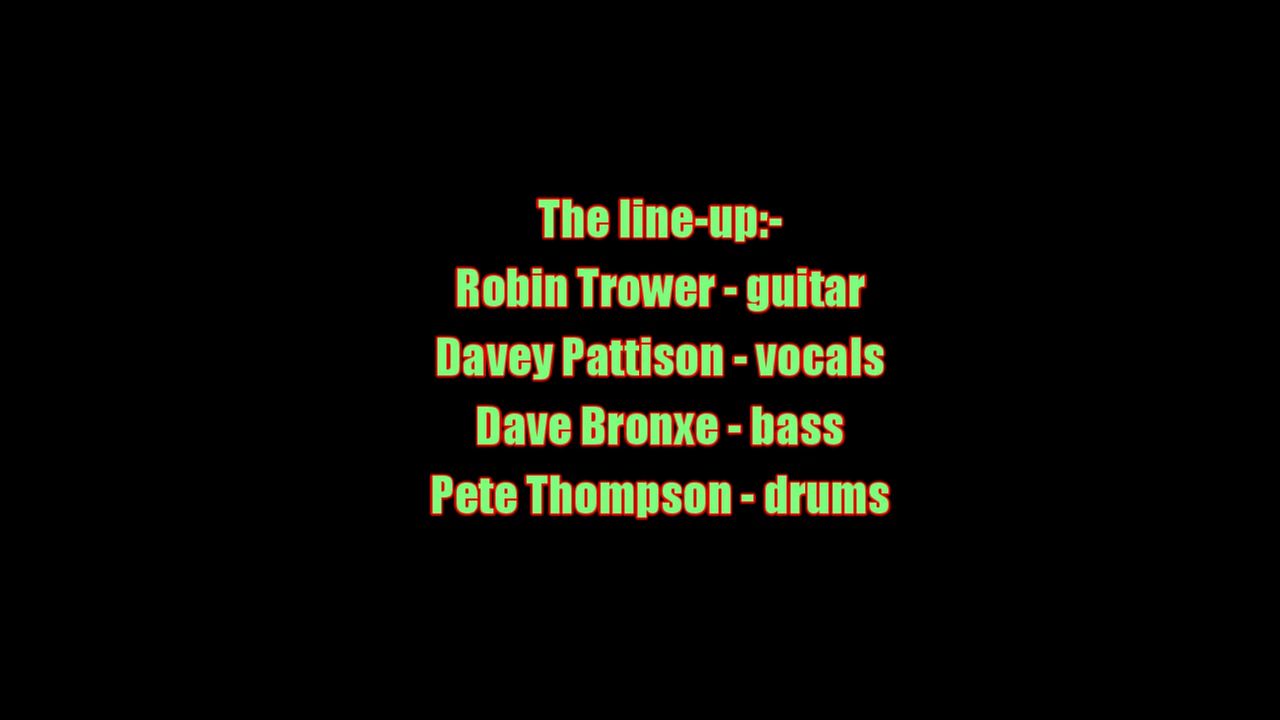 The line-up:-
Robin Trower - guitar
Davey Pattison - vocals
Dave Bronxe - bass
Pete Thompson - drums